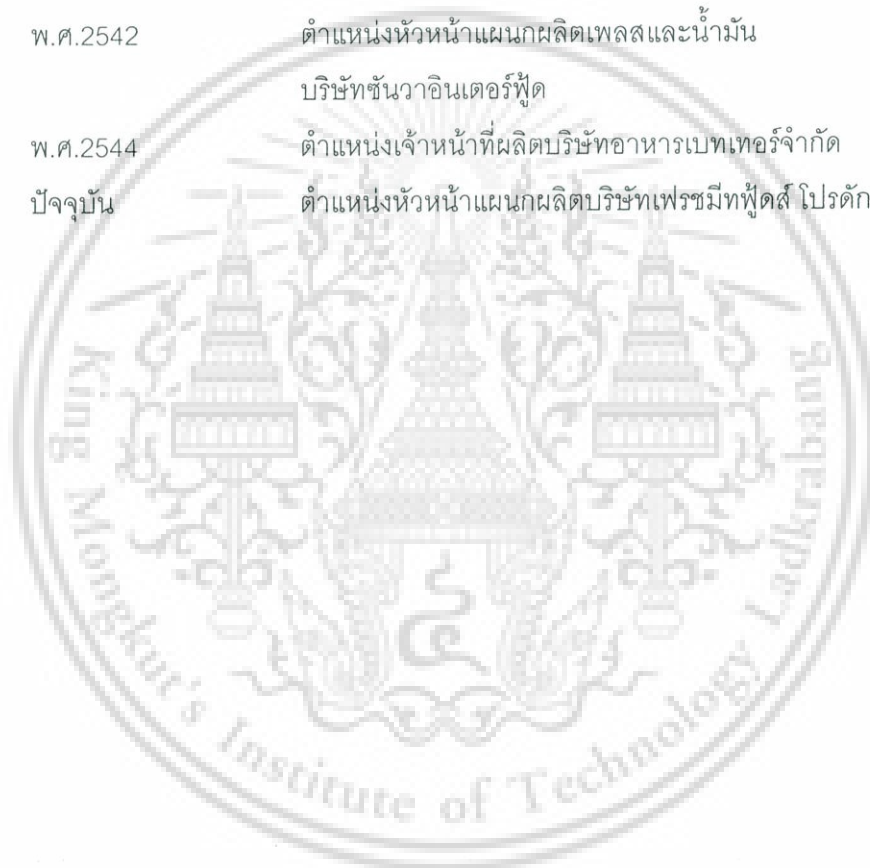 พ.ศ.2542 ตำแหน่งหัวหน้าแผนกผลิตเพลสและน้ำมัน
บริษัทซันวาอินเตอร์ฟู้ด
พ.ศ.2544 ตำแหน่งเจ้าหน้าที่ผลิตบริษัทอาหารเบทเทอร์จำกัด
ปัจจุบัน ตำแหน่งหัวหน้าแผนกผลิตบริษัทเฟรชมีทฟู้ดส์ โปรดัก
King Mongkut's Institute of Technology Ladkrabang